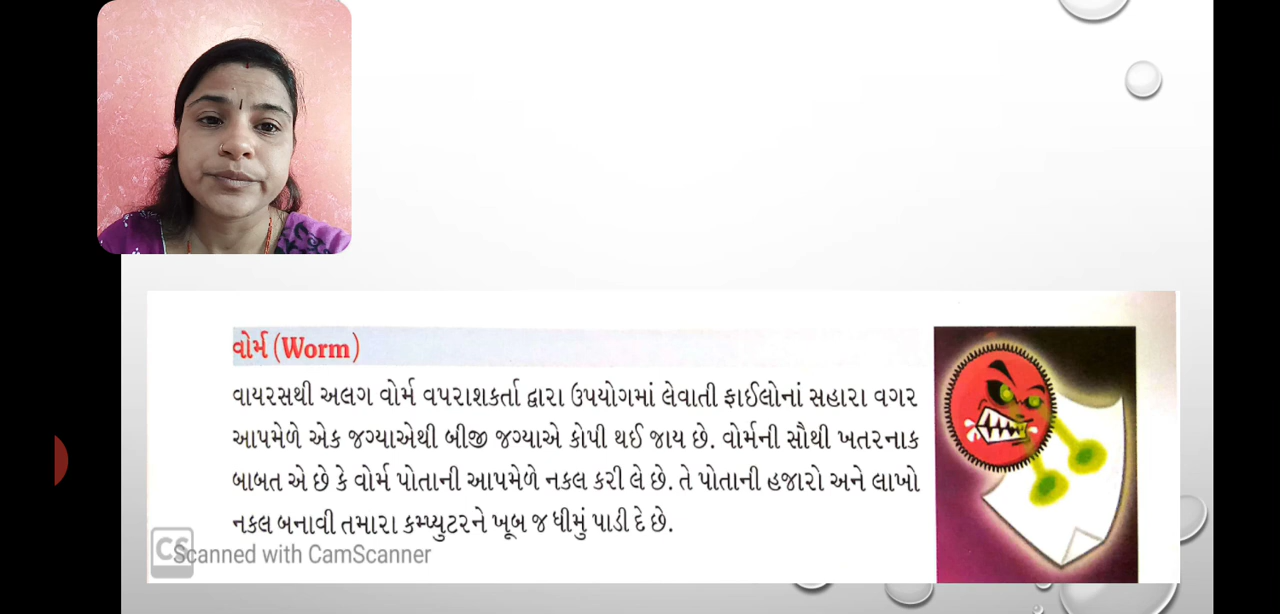 વોર્મ (Worm)
વાયરસથી અલગ વોર્મ વપરાશકર્તા દ્વારા ઉપયોગમાં લેવાતી ફાઈલોનાં સહારા વગર
આપમેળે એક જગ્યાએથી બીજી જગ્યાએ કોપી થઈ જાય છે. વોર્મની સૌથી ખતરનાક
બાબત એ છે કે વોર્મ પોતાની આપમેળે નકલ કરી લે છે. તે પોતાની હજારો અને લાખો
નકલ બનાવી તમારા કમ્પ્યુટરને ખૂબ જ ધીમું પાડી દે છે.
CS Scanned with CamScanner